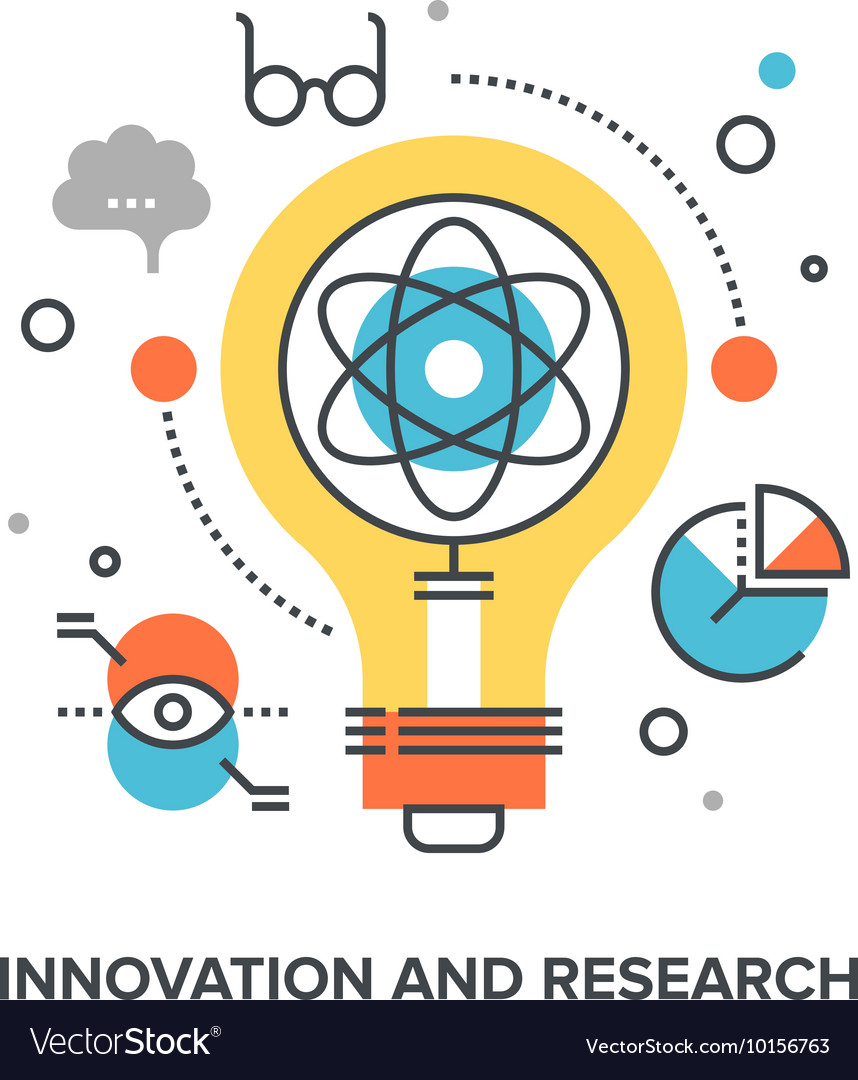 INNOVATION AND RESEARCH
VectorStock®
VectorStock.com/10156763